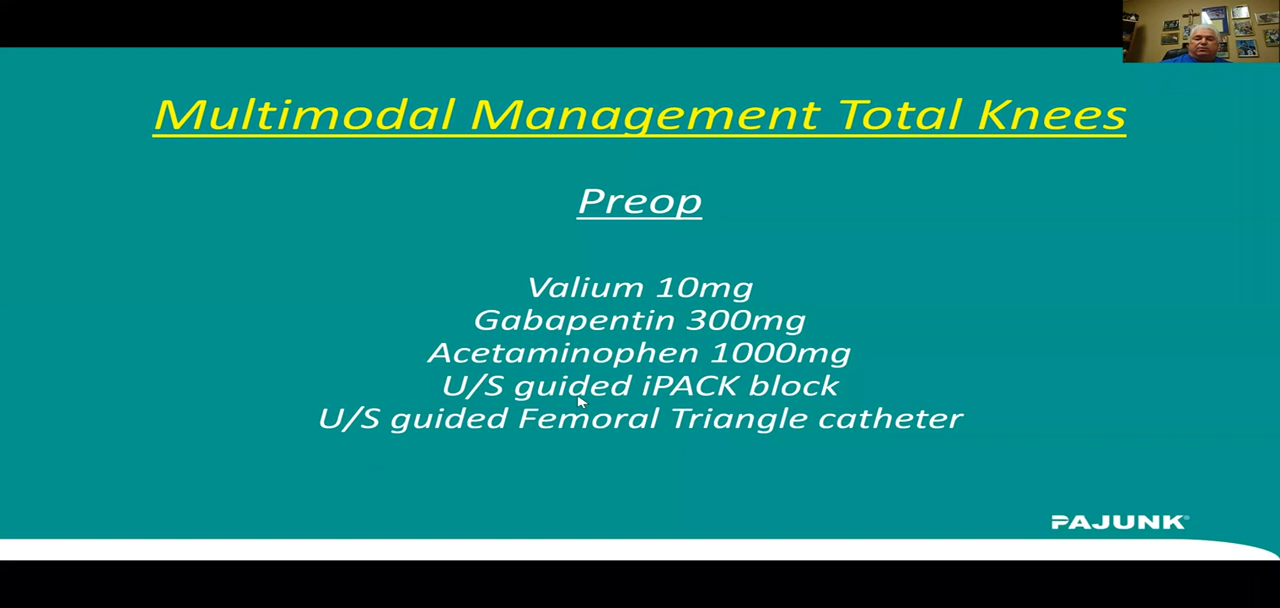 Multimodal Management Total Knees
Preop
Valium 10mg
Gabapentin 300mg
Acetaminophen 1000mg
U/S guided iPACK block
U/S guided Femoral Triangle catheter
PAJUNK®